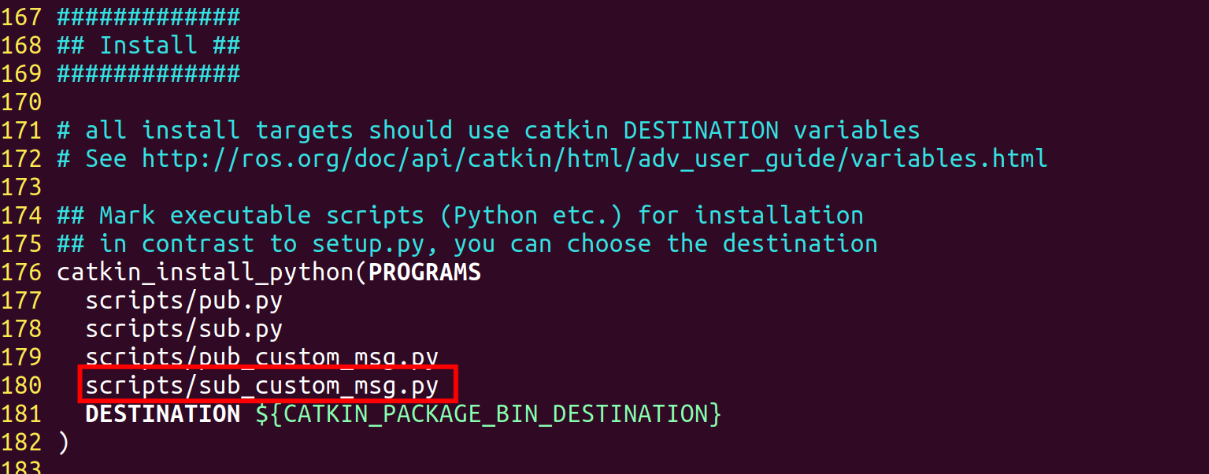 167 #############
168 ## Install ##
169 #############
170
171 # all install targets should use catkin DESTINATION variables
172 # See http://ros.org/doc/api/catkin/html/adv_user_guide/variables.html
173
174 ## Mark executable scripts (Python etc.) for installation
175 ## in contrast to setup.py, you can choose the destination
176 catkin_install_python(PROGRAMS
177   scripts/pub.py
178   scripts/sub.py
179   scripts/pub_custom_msg.py
180   scripts/sub_custom_msg.py
181   DESTINATION ${CATKIN_PACKAGE_BIN_DESTINATION}
182 )
183